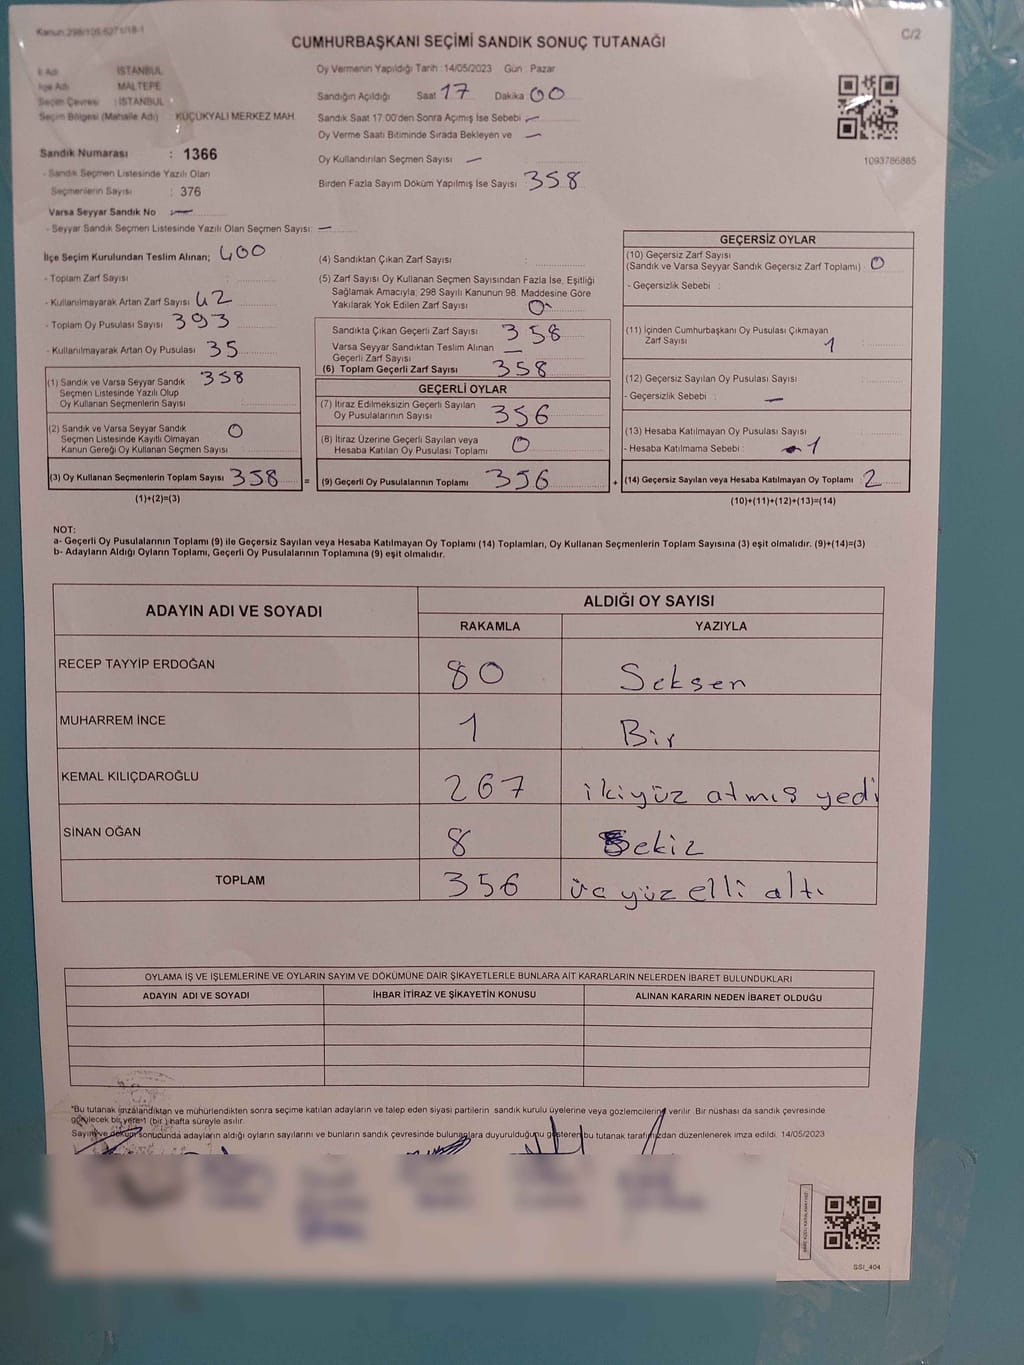 Kanun:298/105,6271/18-1
C/2
CUMHURBAŞKANI SEÇİMİ SANDIK SONUÇ TUTANAĞI
İl Adı : İSTANBUL
İlçe Adı : MALTEPE
Seçim Çevresi : İSTANBUL
Seçim Bölgesi (Mahalle Adı) : KÜÇÜKYALI MERKEZ MAH.
Sandık Numarası : 1366
- Sandık Seçmen Listesinde Yazılı Olan
Seçmenlerin Sayısı : 376
Varsa Seyyar Sandık No —
- Seyyar Sandık Seçmen Listesinde Yazılı Olan Seçmen Sayısı: —
Oy Vermenin Yapıldığı Tarih : 14/05/2023 Gün : Pazar
Sandığın Açıldığı Saat 17 Dakika 00
Sandık Saat 17.00'den Sonra Açımış İse Sebebi —
Oy Verme Saati Bitiminde Sırada Bekleyen ve —
Oy Kullandırılan Seçmen Sayısı —
Birden Fazla Sayım Döküm Yapılmış İse Sayısı 358
1093786885
İlçe Seçim Kurulundan Teslim Alınan; 400
- Toplam Zarf Sayısı :
- Kullanılmayarak Artan Zarf Sayısı 42
- Toplam Oy Pusulası Sayısı 393
- Kullanılmayarak Artan Oy Pusulası 35
(1) Sandık ve Varsa Seyyar Sandık 358
Seçmen Listesinde Yazılı Olup
Oy Kullanan Seçmenlerin Sayısı :
(2) Sandık ve Varsa Seyyar Sandık 0
Seçmen Listesinde Kayıtlı Olmayan
Kanun Gereği Oy Kullanan Seçmen Sayısı :
(3) Oy Kullanan Seçmenlerin Toplam Sayısı 358
(1)+(2)=(3)
=
(4) Sandıktan Çıkan Zarf Sayısı :
(5) Zarf Sayısı Oy Kullanan Seçmen Sayısından Fazla İse, Eşitliği
Sağlamak Amacıyla; 298 Sayılı Kanunun 98. Maddesine Göre
Yakılarak Yok Edilen Zarf Sayısı 0
Sandıkta Çıkan Geçerli Zarf Sayısı 358
Varsa Seyyar Sandıktan Teslim Alınan
Geçerli Zarf Sayısı —
(6) Toplam Geçerli Zarf Sayısı 358
GEÇERLİ OYLAR
(7) İtiraz Edilmeksizin Geçerli Sayılan
Oy Pusulalarının Sayısı 356
(8) İtiraz Üzerine Geçerli Sayılan veya
Hesaba Katılan Oy Pusulası Toplamı 0
(9) Geçerli Oy Pusulalarının Toplamı 356
+
GEÇERSİZ OYLAR
(10) Geçersiz Zarf Sayısı
(Sandık ve Varsa Seyyar Sandık Geçersiz Zarf Toplamı) : 0
- Geçersizlik Sebebi :
(11) İçinden Cumhurbaşkanı Oy Pusulası Çıkmayan
Zarf Sayısı 1
(12) Geçersiz Sayılan Oy Pusulası Sayısı :
- Geçersizlik Sebebi : —
(13) Hesaba Katılmayan Oy Pusulası Sayısı
- Hesaba Katılmama Sebebi : 1
(14) Geçersiz Sayılan veya Hesaba Katılmayan Oy Toplamı 2
(10)+(11)+(12)+(13)=(14)
NOT:
a- Geçerli Oy Pusulalarının Toplamı (9) ile Geçersiz Sayılan veya Hesaba Katılmayan Oy Toplamı (14) Toplamları, Oy Kullanan Seçmenlerin Toplam Sayısına (3) eşit olmalıdır. (9)+(14)=(3)
b- Adayların Aldığı Oyların Toplamı, Geçerli Oy Pusulalarının Toplamına (9) eşit olmalıdır.
ADAYIN ADI VE SOYADI
ALDIĞI OY SAYISI
RAKAMLA YAZIYLA
RECEP TAYYİP ERDOĞAN 80 Seksen
MUHARREM İNCE 1 Bir
KEMAL KILIÇDAROĞLU 267 ikiyüz atmış yedi
SİNAN OĞAN 8 Sekiz
TOPLAM 356 üç yüz elli altı
OYLAMA İŞ VE İŞLEMLERİNE VE OYLARIN SAYIM VE DÖKÜMÜNE DAİR ŞİKAYETLERLE BUNLARA AİT KARARLARIN NELERDEN İBARET BULUNDUKLARI
ADAYIN ADI VE SOYADI İHBAR İTİRAZ VE ŞİKAYETİN KONUSU ALINAN KARARIN NEDEN İBARET OLDUĞU
*Bu tutanak imzalandıktan ve mühürlendikten sonra seçime katılan adayların ve talep eden siyasi partilerin sandık kurulu üyelerine veya gözlemcilerine verilir. Bir nüshası da sandık çevresinde
görülecek bir yere 1 (bir) hafta süreyle asılır.
Sayım ve döküm sonucunda adayların aldığı oyların sayılarını ve bunların sandık çevresinde bulunanlara duyurulduğunu gösteren bu tutanak tarafımızdan düzenlenerek imza edildi. 14/05/2023
SSI_404